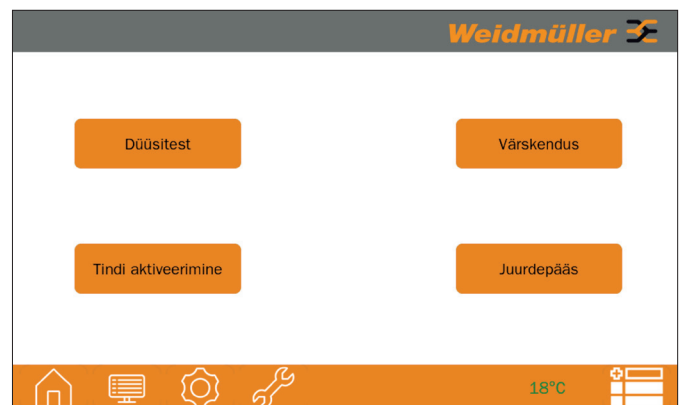 Weidmüller
Düüsitest
Värskendus
Tindi aktiveerimine
Juurdepääs
18°C